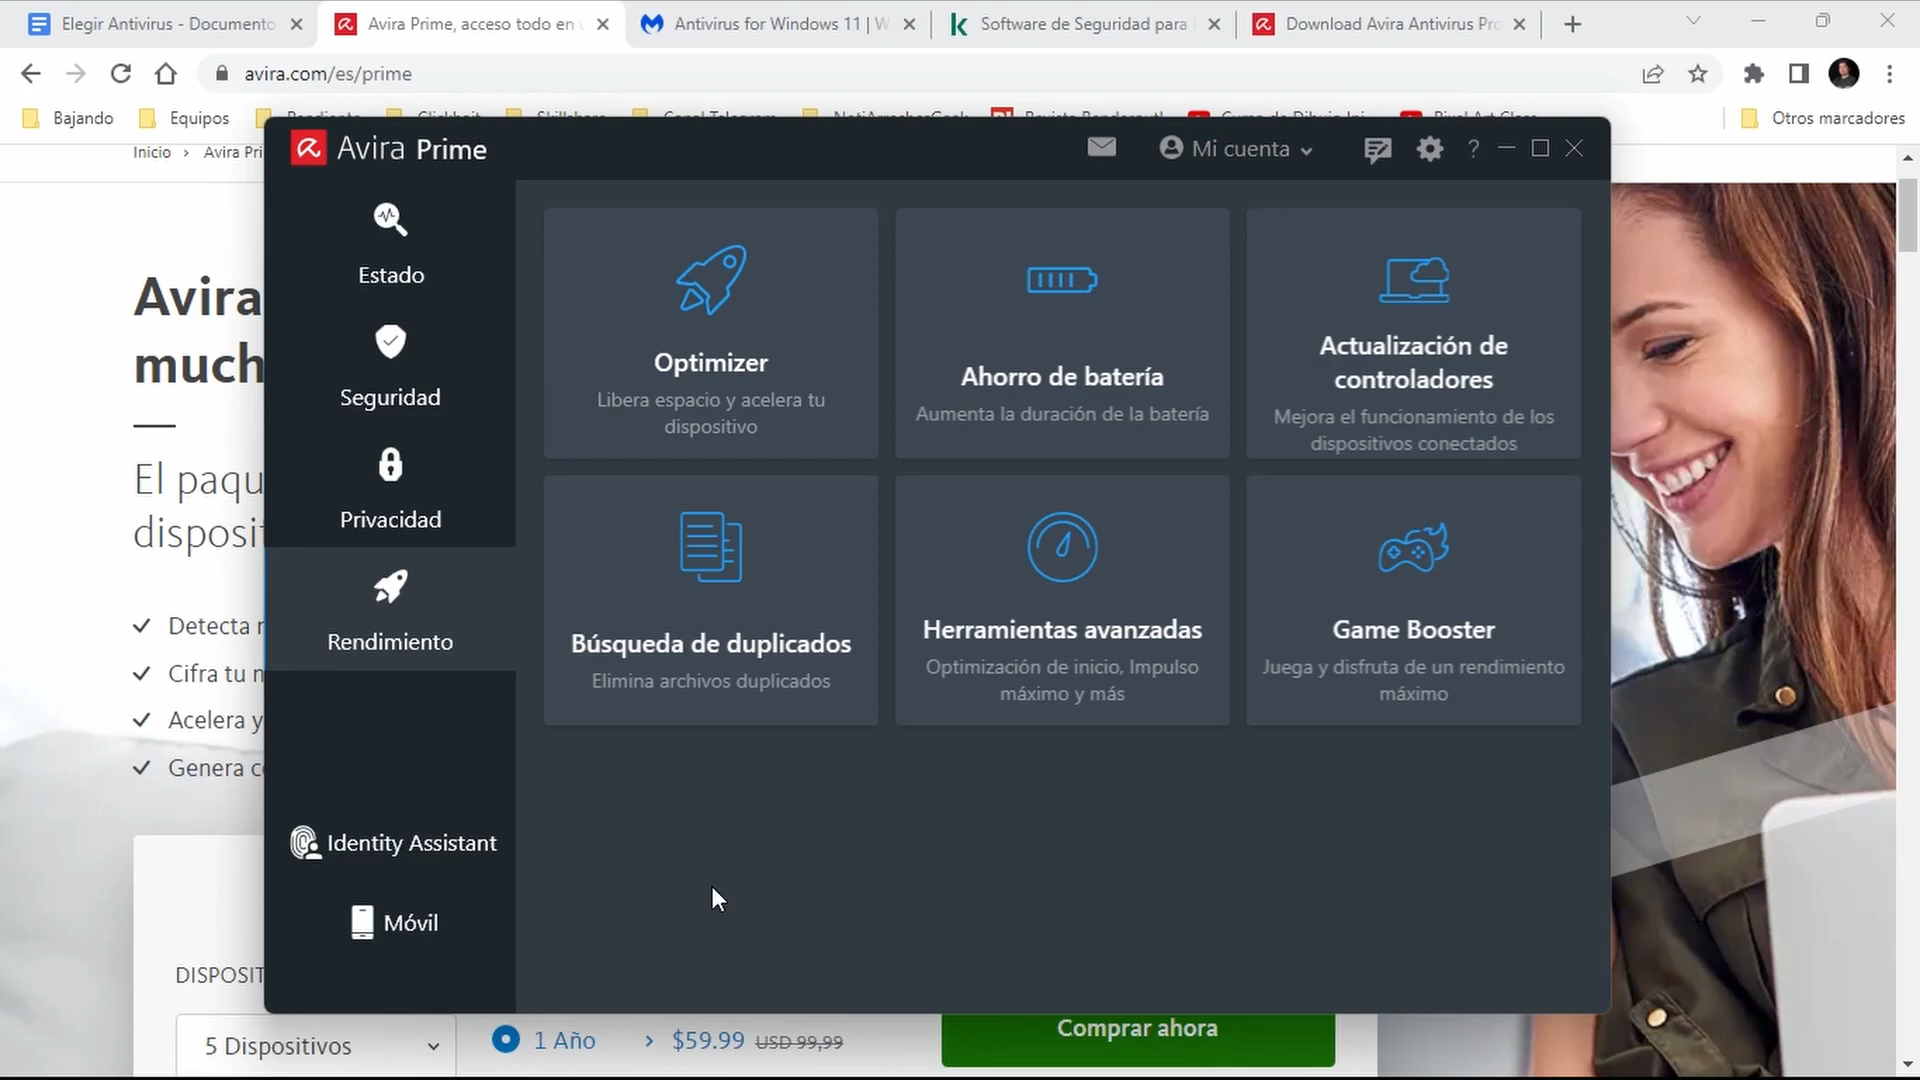 Elegir Antivirus - Documento
Avira Prime, acceso todo en
Antivirus for Windows 11 | W
Software de Seguridad para
Download Avira Antivirus Pro
avira.com/es/prime
Bajando
Equipos
Otros marcadores
Inicio › Avira Pri
Avira Prime
Mi cuenta
?
Estado
Seguridad
Privacidad
Rendimiento
Identity Assistant
Móvil
Optimizer
Libera espacio y acelera tu
dispositivo
Ahorro de batería
Aumenta la duración de la batería
Actualización de
controladores
Mejora el funcionamiento de los
dispositivos conectados
Búsqueda de duplicados
Elimina archivos duplicados
Herramientas avanzadas
Optimización de inicio, Impulso
máximo y más
Game Booster
Juega y disfruta de un rendimiento
máximo
Avira
much
El paqu
disposit
Detecta
Cifra tu
Acelera y
Genera
DISPOSIT
5 Dispositivos
1 Año › $59.99 USD 99,99
Comprar ahora